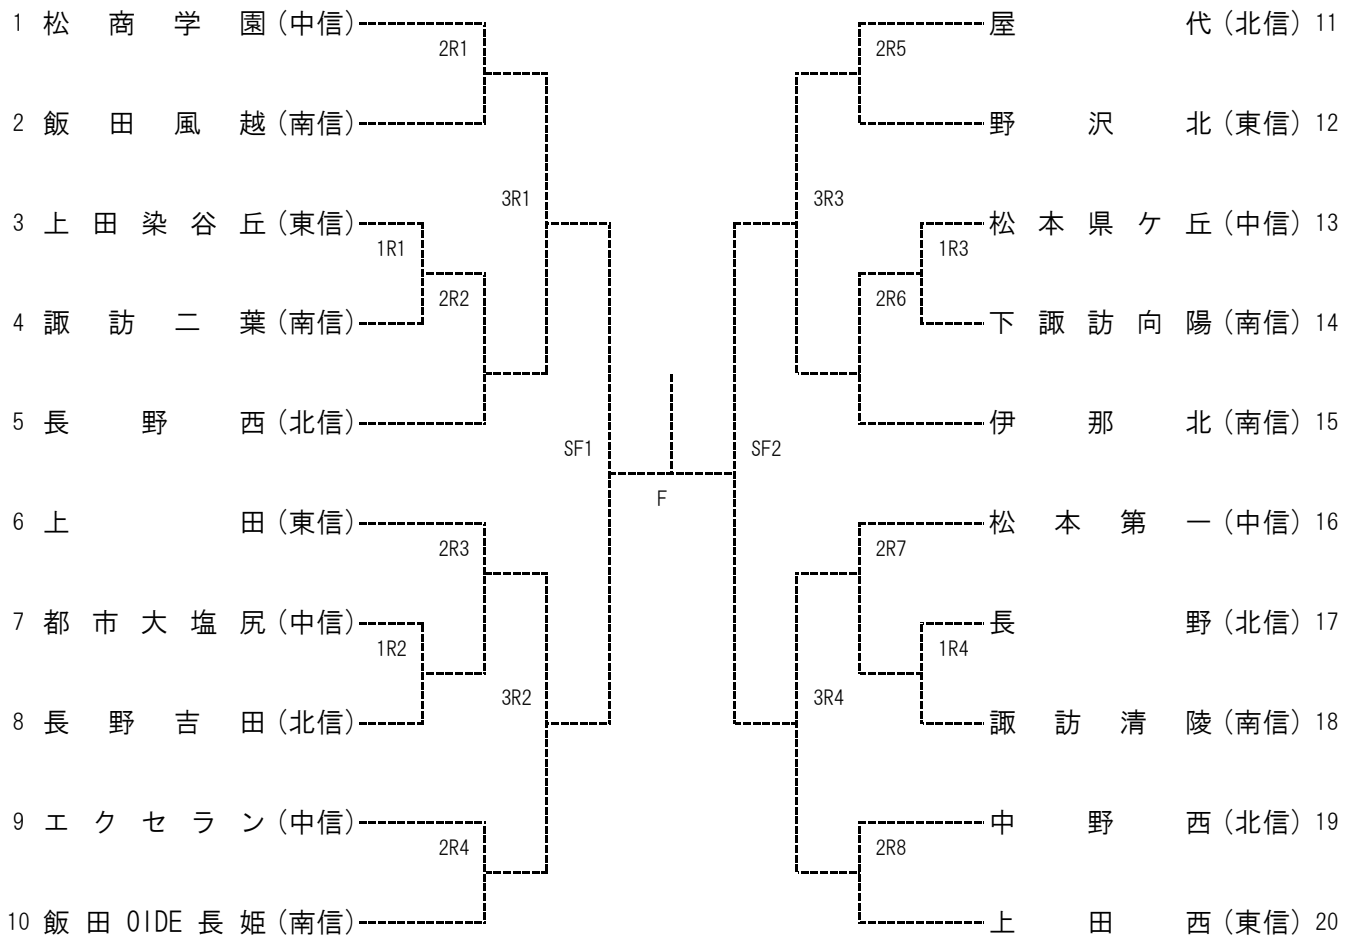 1 松商学園(中信)
2R1
2 飯田風越(南信)
3R1
3 上田染谷丘(東信)
1R1
2R2
4 諏訪二葉(南信)
5 長野西(北信)
SF1
6 上田(東信)
2R3
7 都市大塩尻(中信)
1R2
3R2
8 長野吉田(北信)
9 エクセラン(中信)
2R4
10 飯田OIDE長姫(南信)
F
屋代(北信) 11
2R5
野沢北(東信) 12
3R3
松本県ケ丘(中信) 13
1R3
2R6
下諏訪向陽(南信) 14
伊那北(南信) 15
SF2
松本第一(中信) 16
2R7
長野(北信) 17
1R4
3R4
諏訪清陵(南信) 18
中野西(北信) 19
2R8
上田西(東信) 20